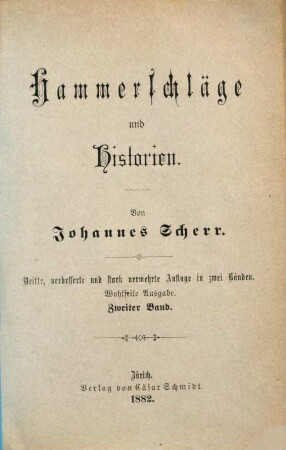 Hammerſchläge
und
Hiſtorien.
Von
Johannes Scherr.
Dritte, verbeſſerte und ſtark vermehrte Auflage in zwei Bänden.
Wohlfeile Ausgabe.
Zweiter Band.
Zürich.
Verlag von Cäſar Schmidt.
1882.